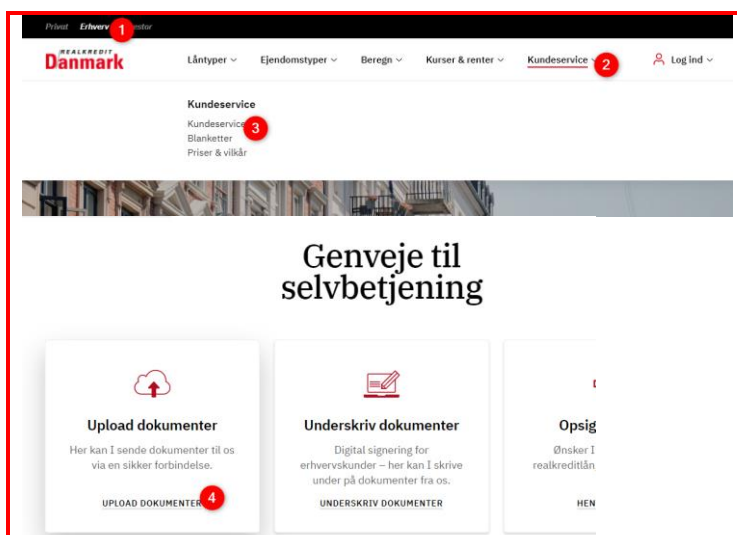 Privat Erhverv 1
REALKREDIT
Danmark Låntyper Ejendomstyper Beregn Kurser & renter Kundeservice 2 Log ind
Kundeservice
Kundeservice 3
Blanketter
Priser & vilkår
Genveje til
selvbetjening
Upload dokumenter
Her kan I sende dokumenter til os
via en sikker forbindelse.
UPLOAD DOKUMENTER 4
Underskriv dokumenter
Digital signering for
erhvervskunder – her kan I skrive
under på dokumenter fra os.
UNDERSKRIV DOKUMENTER
Opsig
Ønsker I
realkreditlån
HEN